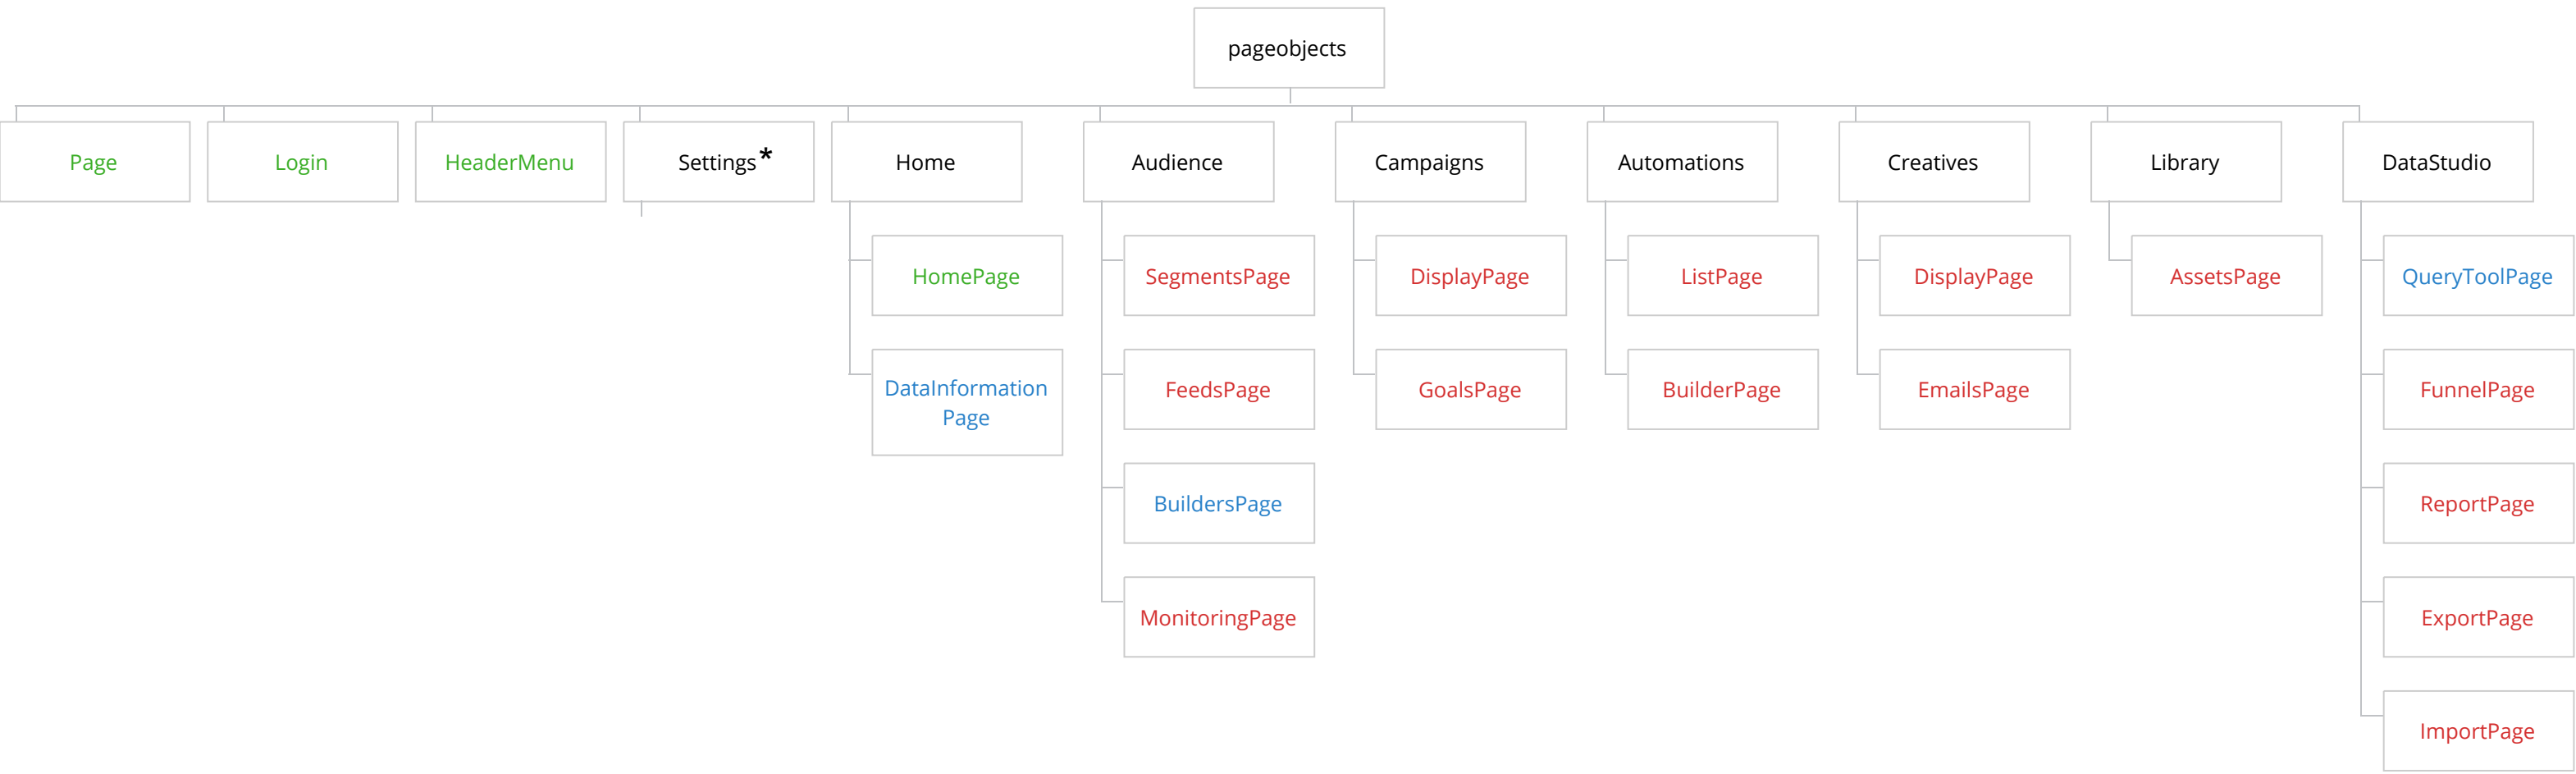 pageobjects
Page
Login
HeaderMenu
Settings*
Home
Audience
Campaigns
Automations
Creatives
Library
DataStudio
HomePage
SegmentsPage
DisplayPage
ListPage
DisplayPage
AssetsPage
QueryToolPage
DataInformation
Page
FeedsPage
GoalsPage
BuilderPage
EmailsPage
FunnelPage
BuildersPage
ReportPage
MonitoringPage
ExportPage
ImportPage